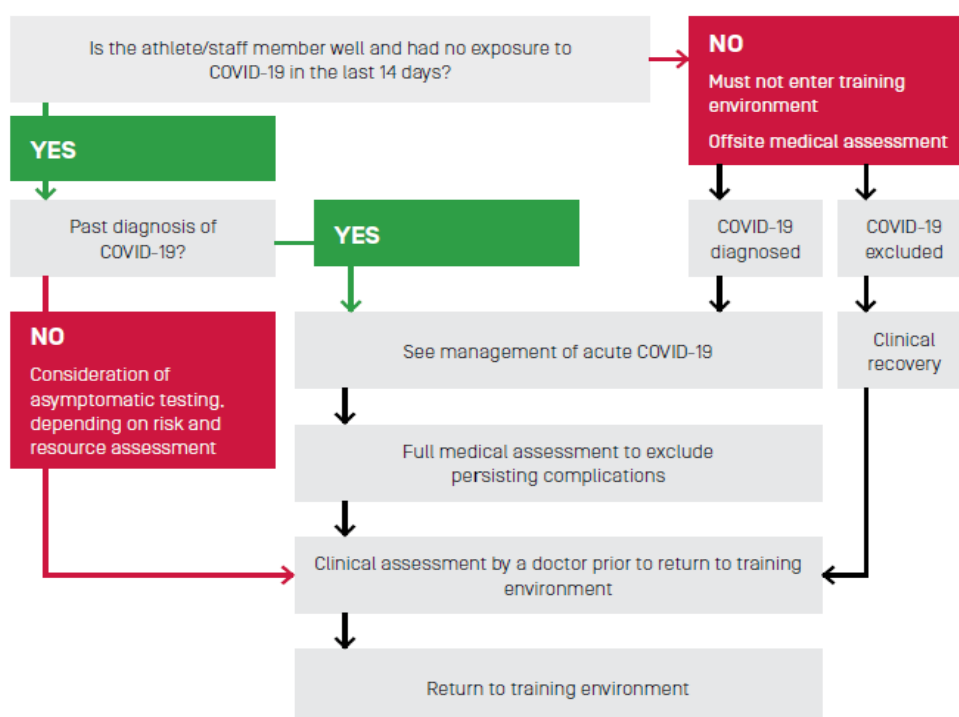 Is the athlete/staff member well and had no exposure to
COVID-19 in the last 14 days?
NO
Must not enter training
environment
Offsite medical assessment
YES
Past diagnosis of
COVID-19?
YES
COVID-19
diagnosed
COVID-19
excluded
NO
Consideration of
asymptomatic testing,
depending on risk and
resource assessment
See management of acute COVID-19
Clinical
recovery
Full medical assessment to exclude
persisting complications
Clinical assessment by a doctor prior to return to training
environment
Return to training environment